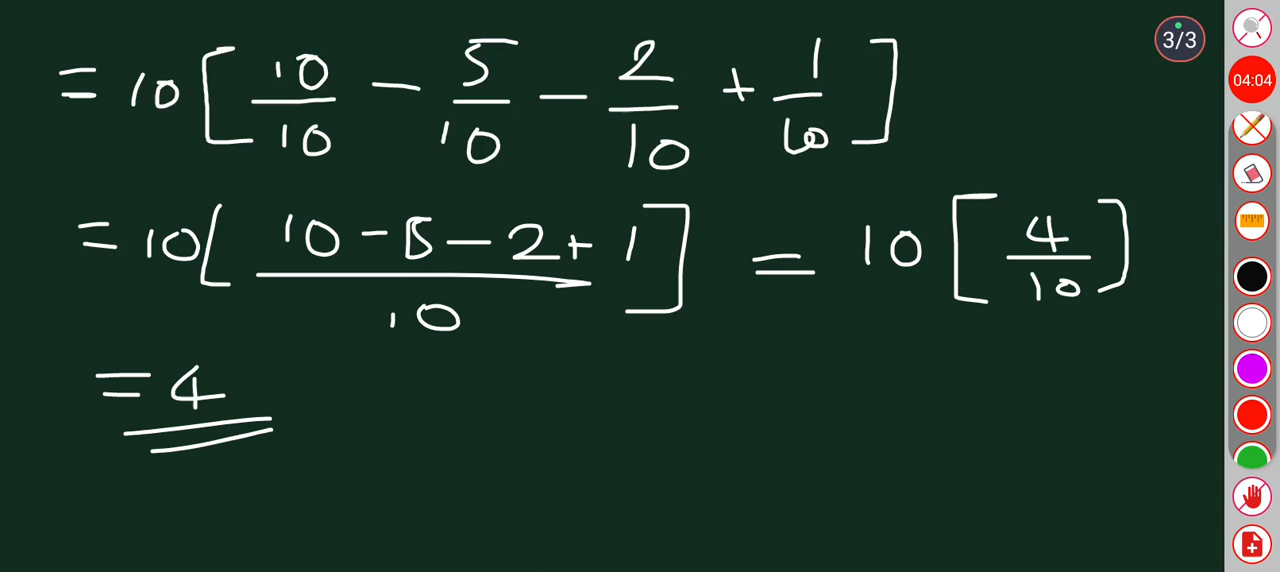 3/3
04:04
= 10 [ 10/10 - 5/10 - 2/10 + 1/10 ]
= 10 [ 10 - 5 - 2 + 1 / 10 ] = 10 [ 4/10 ]
= 4